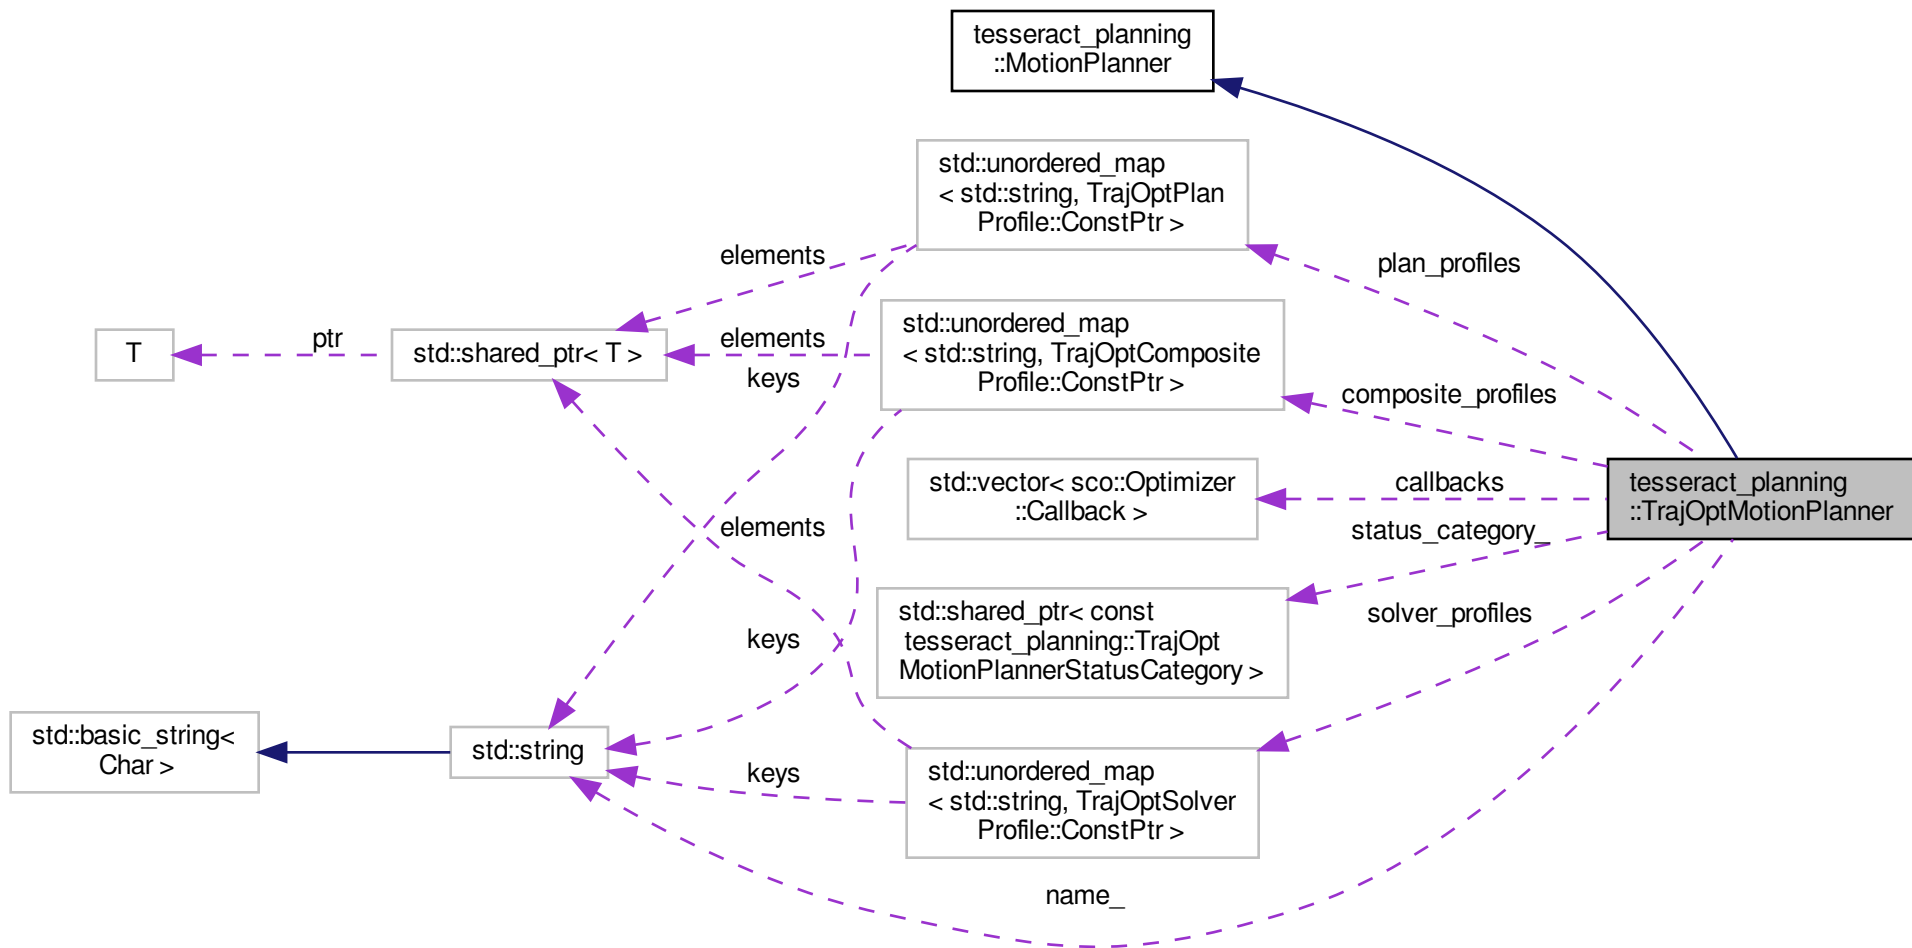 tesseract_planning
::MotionPlanner
std::unordered_map
< std::string, TrajOptPlan
Profile::ConstPtr >
elements
plan_profiles
std::unordered_map
< std::string, TrajOptComposite
Profile::ConstPtr >
T
ptr
std::shared_ptr< T >
elements
keys
composite_profiles
std::vector< sco::Optimizer
::Callback >
callbacks
tesseract_planning
::TrajOptMotionPlanner
elements
status_category_
std::shared_ptr< const
tesseract_planning::TrajOpt
MotionPlannerStatusCategory >
keys
solver_profiles
std::basic_string<
Char >
std::string
keys
std::unordered_map
< std::string, TrajOptSolver
Profile::ConstPtr >
name_